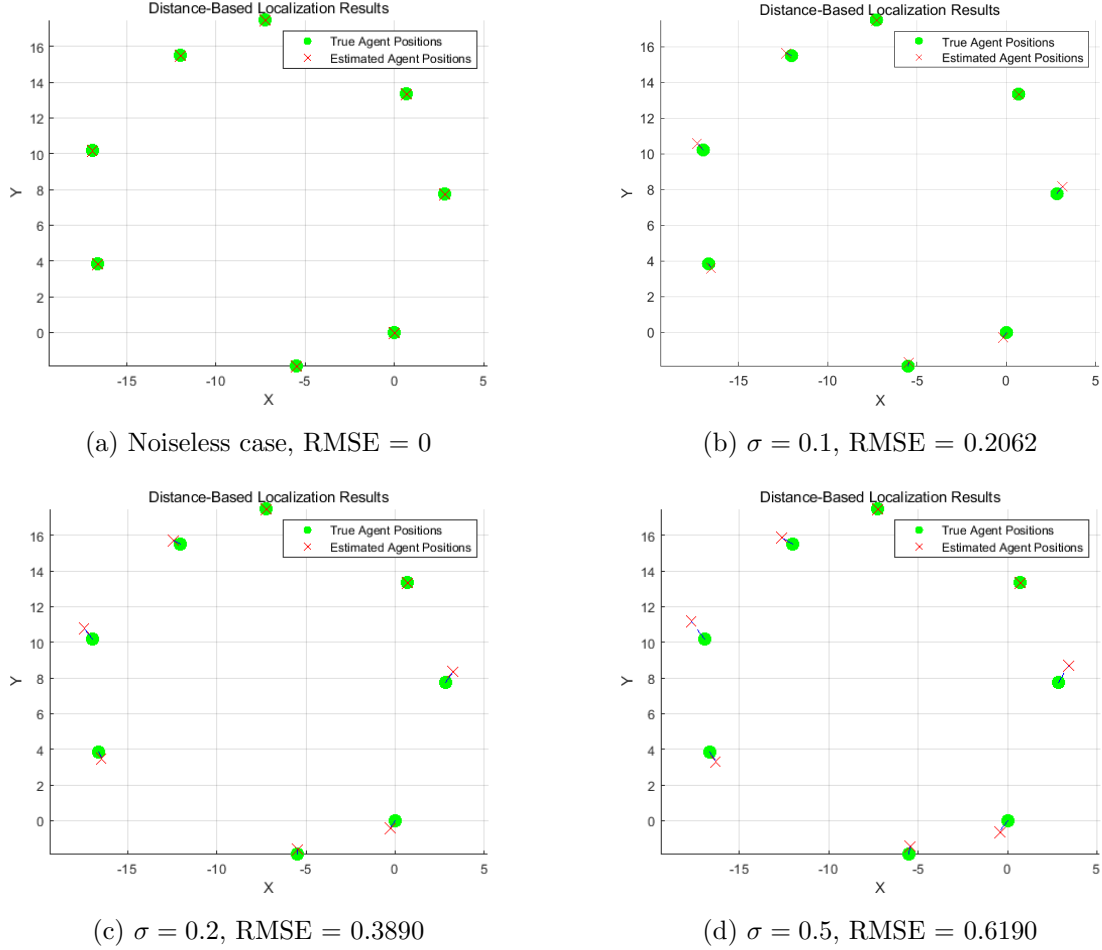 Distance-Based Localization Results
True Agent Positions
Estimated Agent Positions
16
14
12
10
8
6
4
2
0
Y
-15
-10
-5
0
5
X
(a) Noiseless case, RMSE = 0
Distance-Based Localization Results
True Agent Positions
Estimated Agent Positions
16
14
12
10
8
6
4
2
0
Y
-15
-10
-5
0
5
X
(b) σ = 0.1, RMSE = 0.2062
Distance-Based Localization Results
True Agent Positions
Estimated Agent Positions
16
14
12
10
8
6
4
2
0
Y
-15
-10
-5
0
5
X
(c) σ = 0.2, RMSE = 0.3890
Distance-Based Localization Results
True Agent Positions
Estimated Agent Positions
16
14
12
10
8
6
4
2
0
Y
-15
-10
-5
0
5
X
(d) σ = 0.5, RMSE = 0.6190